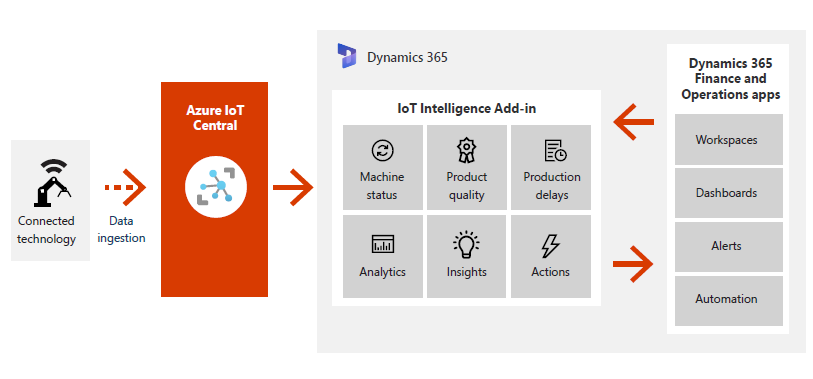 Connected
technology
Data
ingestion
Azure IoT
Central
Dynamics 365
IoT Intelligence Add-in
Machine
status
Product
quality
Production
delays
Analytics
Insights
Actions
Dynamics 365
Finance and
Operations apps
Workspaces
Dashboards
Alerts
Automation